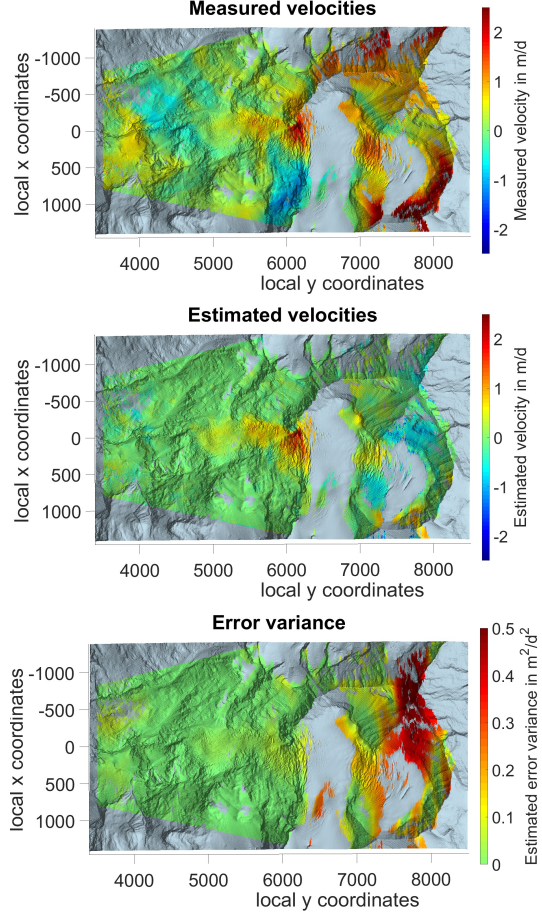 Measured velocities
-1000
-500
0
500
1000
local x coordinates
4000 5000 6000 7000 8000
local y coordinates
2
1
0
-1
-2
Measured velocity in m/d
Estimated velocities
-1000
-500
0
500
1000
local x coordinates
4000 5000 6000 7000 8000
local y coordinates
2
1
0
-1
-2
Estimated velocity in m/d
Error variance
-1000
-500
0
500
1000
local x coordinates
4000 5000 6000 7000 8000
local y coordinates
0.5
0.4
0.3
0.2
0.1
0
Estimated error variance in m²/d²